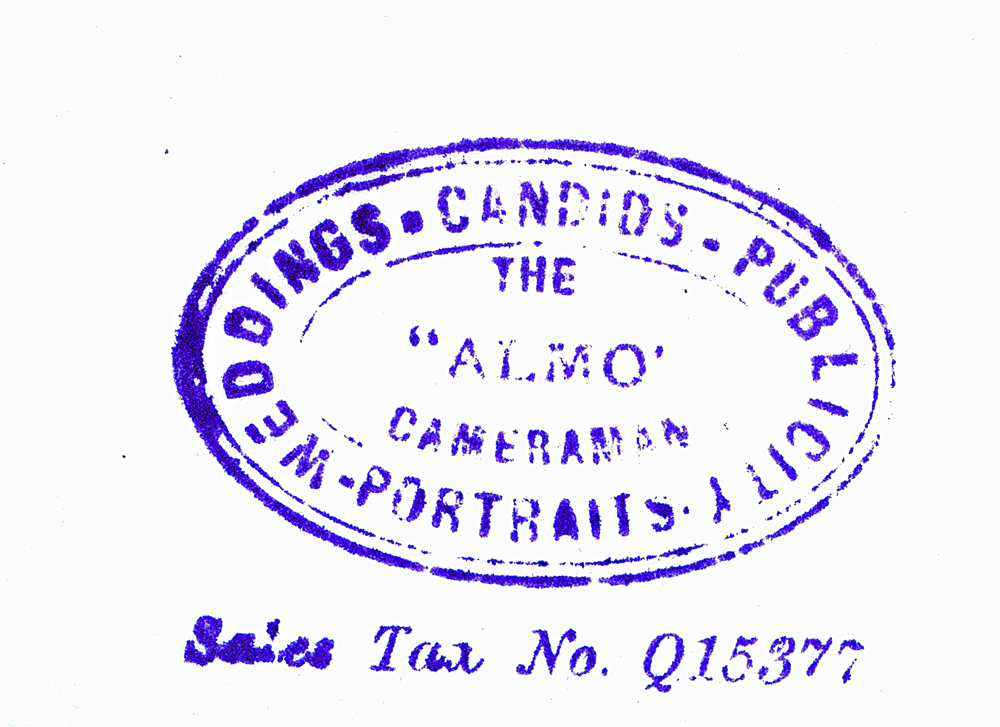 WEDDINGS - CANDIDS - PUBLICITY - PORTRAITS
THE
"ALMO'
CAMERAMAN
Sales Tax No. Q15377